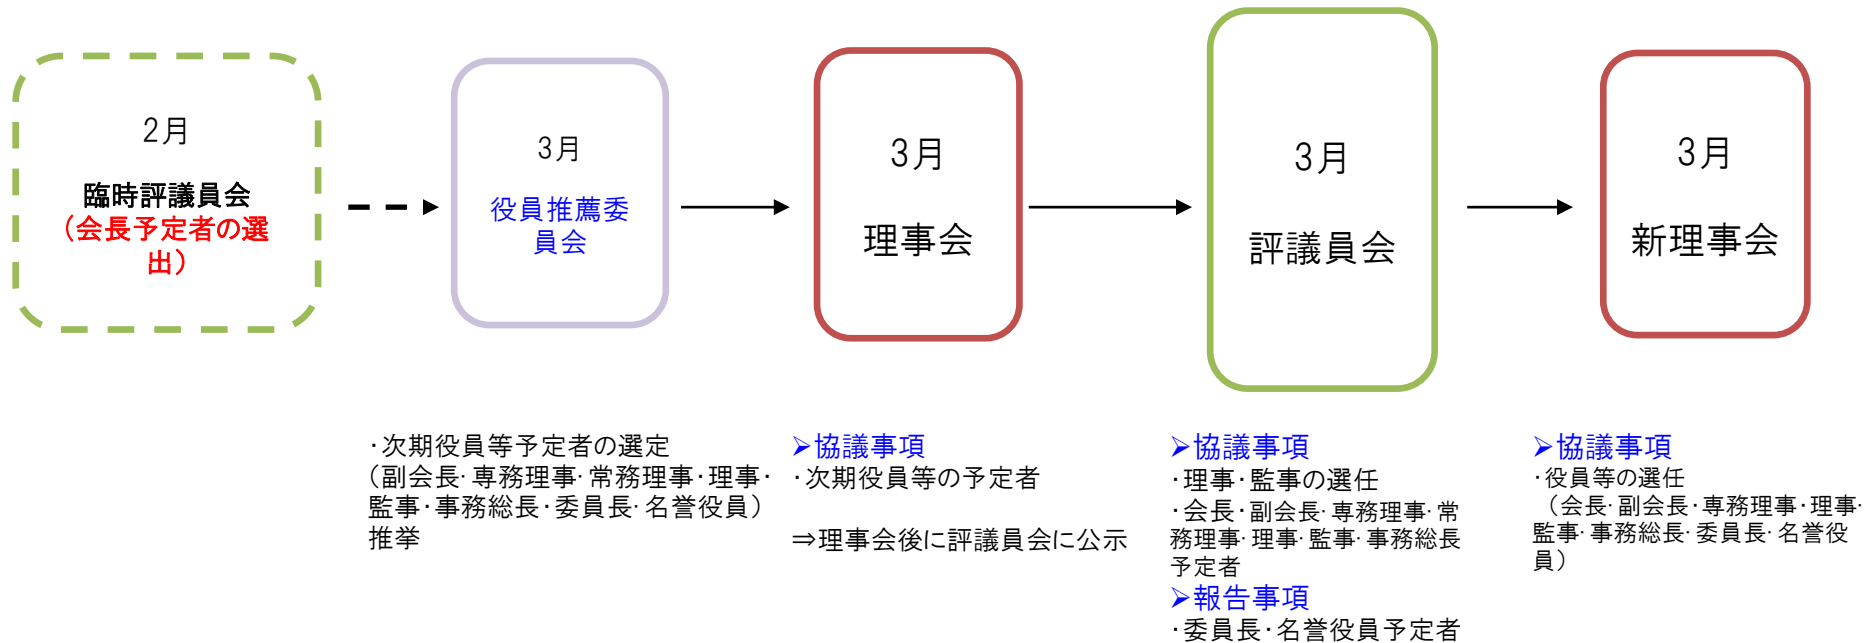 2月
臨時評議員会
（会長予定者の選
出）
3月
役員推薦委
員会
3月
理事会
3月
評議員会
3月
新理事会
・次期役員等予定者の選定
（副会長・専務理事・常務理事・理事・
監事・事務総長・委員長・名誉役員）
推挙
➢協議事項
・次期役員等の予定者
⇒理事会後に評議員会に公示
➢協議事項
・理事・監事の選任
・会長・副会長・専務理事・常
務理事・理事・監事・事務総長
予定者
➢報告事項
・委員長・名誉役員予定者
➢協議事項
・役員等の選任
（会長・副会長・専務理事・理事・
監事・事務総長・委員長・名誉役
員）